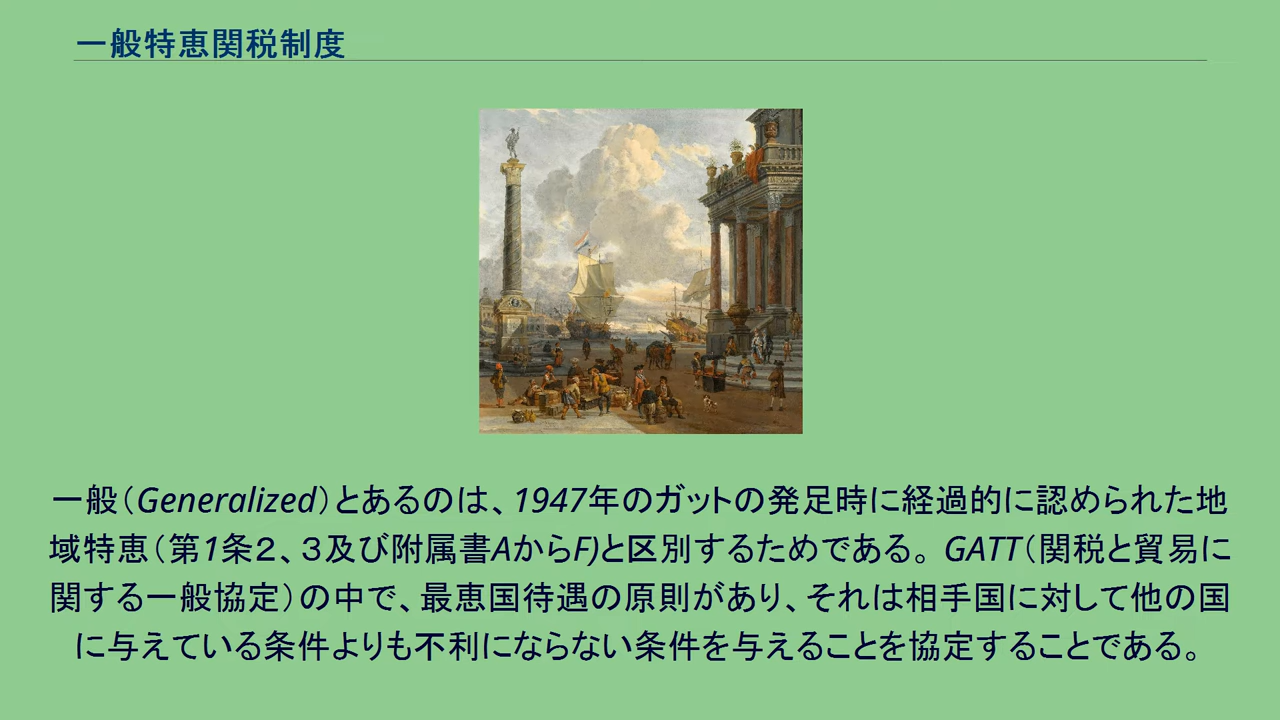 一般特恵関税制度
一般（Generalized）とあるのは、1947年のガットの発足時に経過的に認められた地
域特恵（第1条２、３及び附属書AからF)と区別するためである。GATT（関税と貿易に
関する一般協定）の中で、最恵国待遇の原則があり、それは相手国に対して他の国
に与えている条件よりも不利にならない条件を与えることを協定することである。